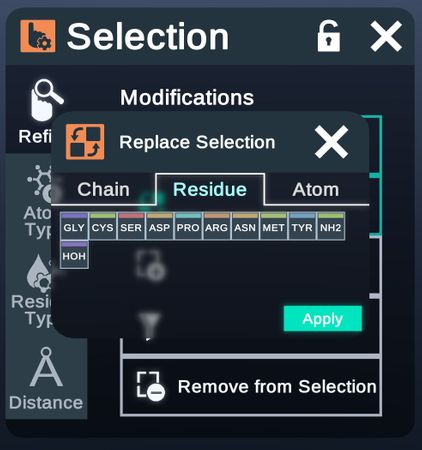 Selection
Modifications
Refi
Replace Selection
Chain Residue Atom
GLY CYS SER ASP PRO ARG ASN MET TYR NH2
HOH
Apply
Ato
Typ
Resi
Typ
Distance
Remove from Selection